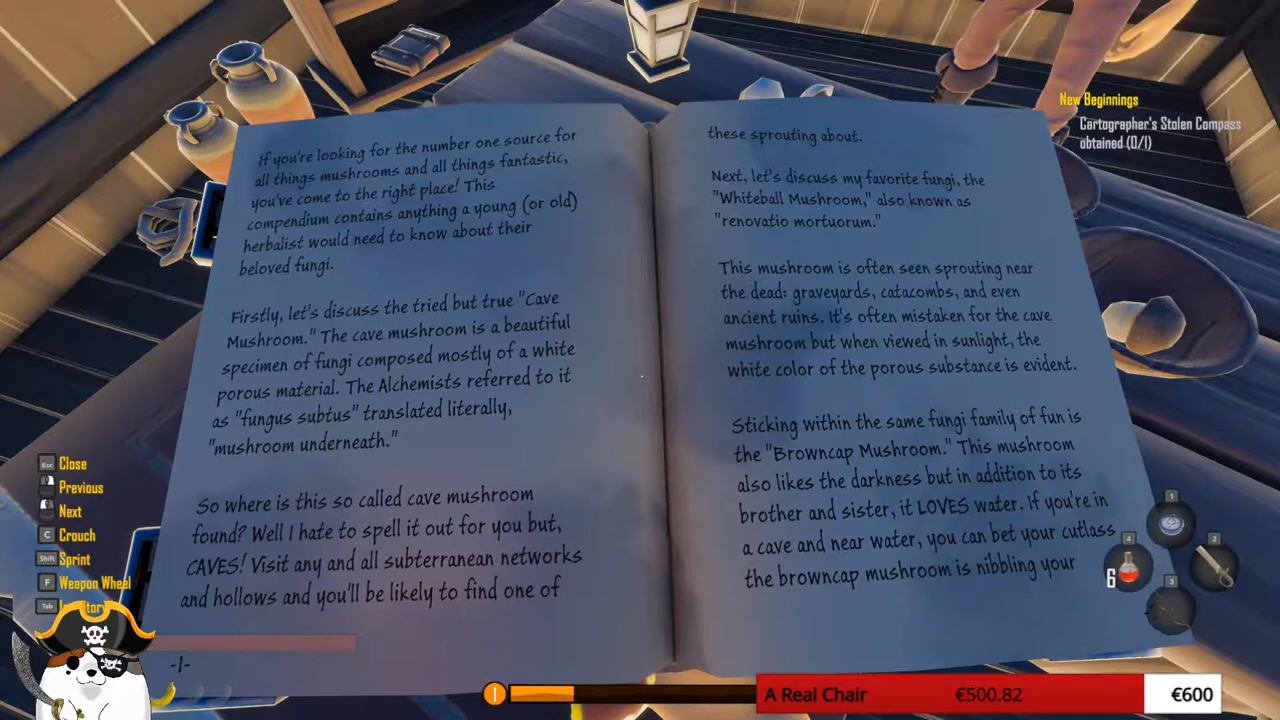 If you're looking for the number one source for
all things mushrooms and all things fantastic,
you've come to the right place! This
compendium contains anything a young (or old)
herbalist would need to know about their
beloved fungi.
Firstly, let's discuss the tried but true "Cave
Mushroom." The cave mushroom is a beautiful
specimen of fungi composed mostly of a white
porous material. The Alchemists referred to it
as "fungus subtus" translated literally,
"mushroom underneath."
So where is this so called cave mushroom
found? Well I hate to spell it out for you but,
CAVES! Visit any and all subterranean networks
and hollows and you'll be likely to find one of
-1-
these sprouting about.
Next, let's discuss my favorite fungi, the
"Whiteball Mushroom," also known as
"renovatio mortuorum."
This mushroom is often seen sprouting near
the dead: graveyards, catacombs, and even
ancient ruins. It's often mistaken for the cave
mushroom but when viewed in sunlight, the
white color of the porous substance is evident.
Sticking within the same fungi family of fun is
the "Browncap Mushroom." This mushroom
also likes the darkness but in addition to its
brother and sister, it LOVES water. If you're in
a cave and near water, you can bet your cutlass
the browncap mushroom is nibbling your
New Beginnings
Cartographer's Stolen Compass
obtained (0/1)
Esc Close
Previous
Next
C Crouch
Shift Sprint
F Weapon Wheel
Tab
1
4
2
6
3
A Real Chair €500.82 €600